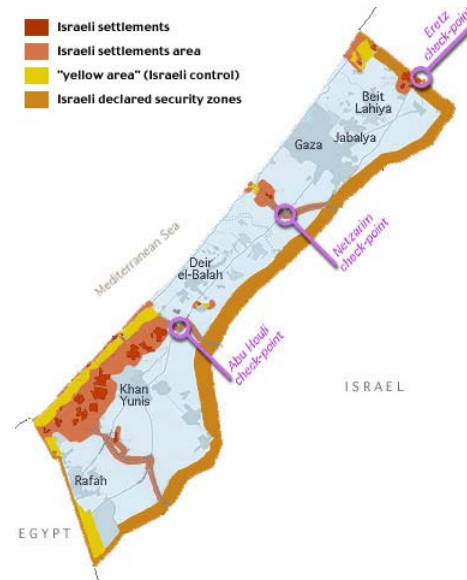 Israeli settlements
Israeli settlements area
"yellow area" (Israeli control)
Israeli declared security zones
Eretz
check-point
Beit
Lahiya
Jabalya
Gaza
Netzarim
check-point
Mediterranean Sea
Deir
el-Balah
Abu Houli
check-point
ISRAEL
Khan
Yunis
Rafah
EGYPT